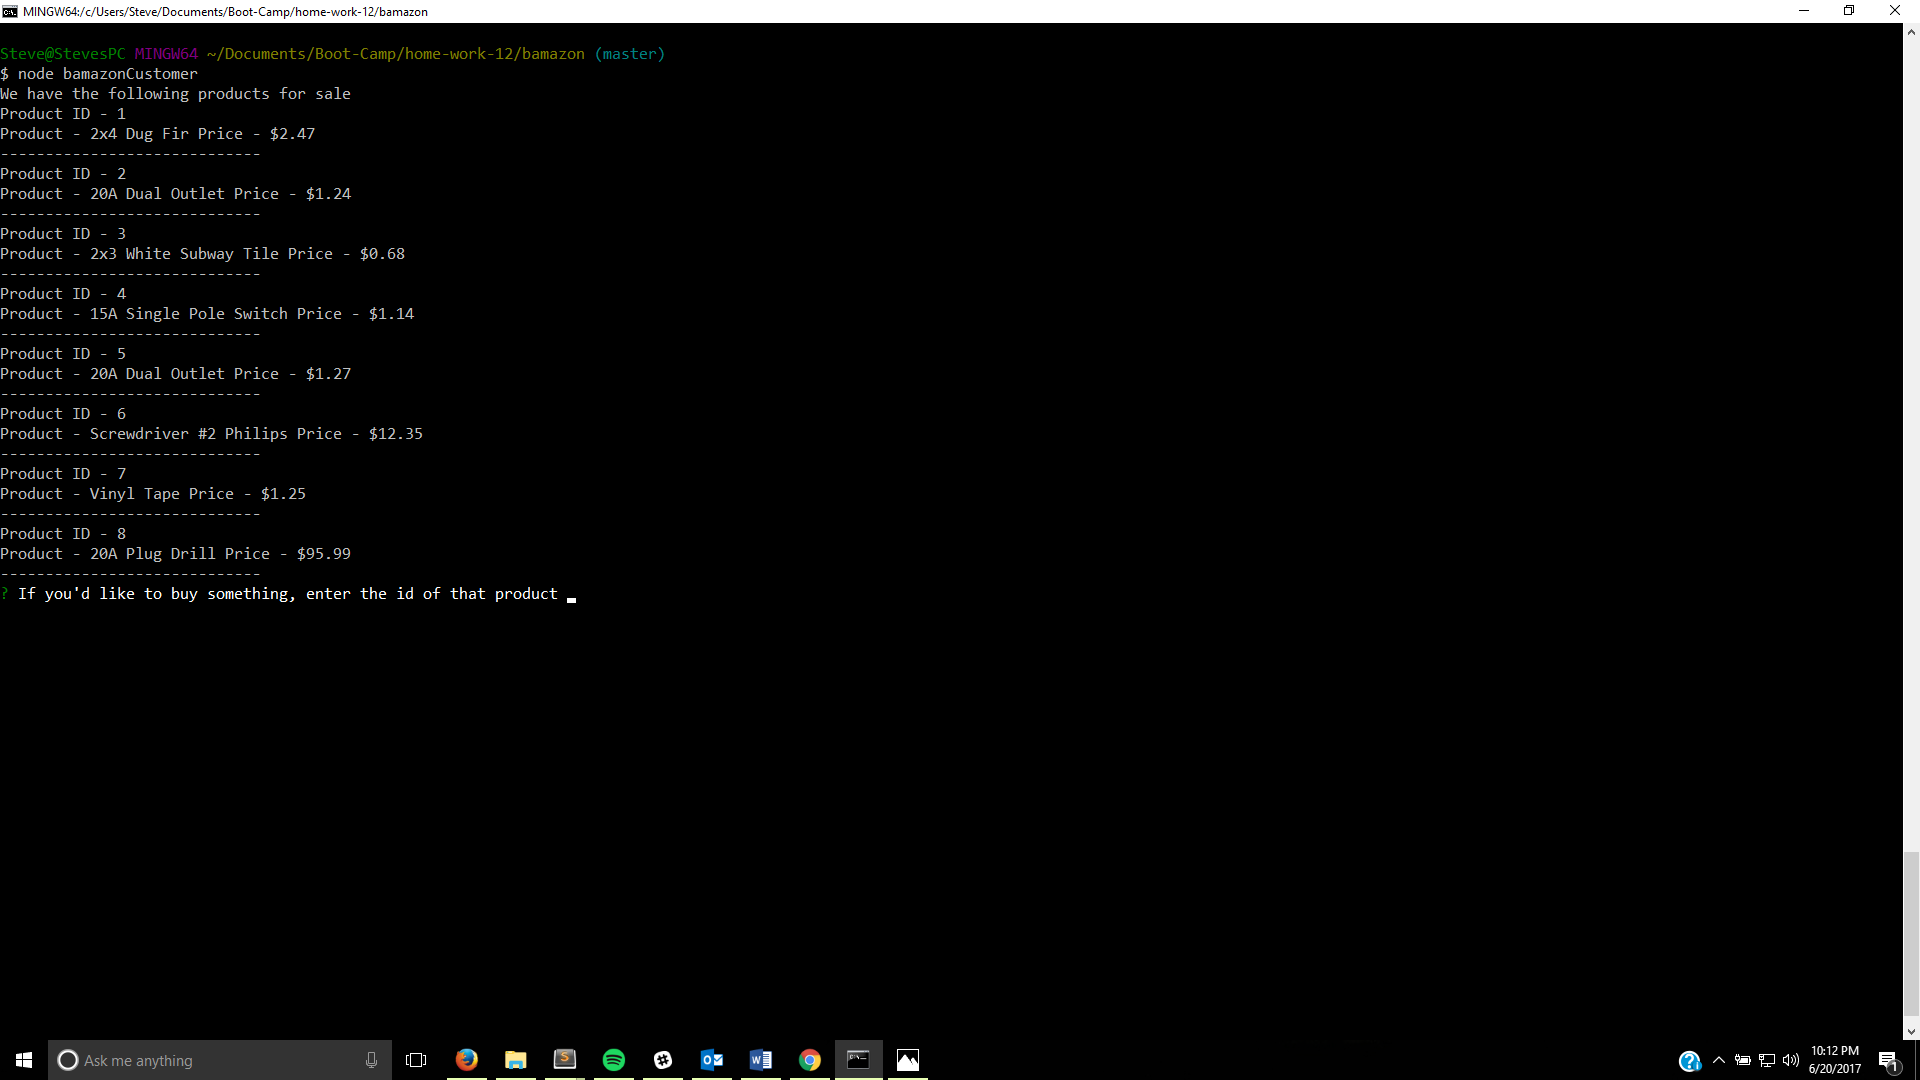 MINGW64:/c/Users/Steve/Documents/Boot-Camp/home-work-12/bamazon
Steve@StevesPC MINGW64 ~/Documents/Boot-Camp/home-work-12/bamazon (master)
$ node bamazonCustomer
We have the following products for sale
Product ID - 1
Product - 2x4 Dug Fir Price - $2.47
-----------------------------
Product ID - 2
Product - 20A Dual Outlet Price - $1.24
-----------------------------
Product ID - 3
Product - 2x3 White Subway Tile Price - $0.68
-----------------------------
Product ID - 4
Product - 15A Single Pole Switch Price - $1.14
-----------------------------
Product ID - 5
Product - 20A Dual Outlet Price - $1.27
-----------------------------
Product ID - 6
Product - Screwdriver #2 Philips Price - $12.35
-----------------------------
Product ID - 7
Product - Vinyl Tape Price - $1.25
-----------------------------
Product ID - 8
Product - 20A Plug Drill Price - $95.99
-----------------------------
? If you'd like to buy something, enter the id of that product
Ask me anything
10:12 PM
6/20/2017
1